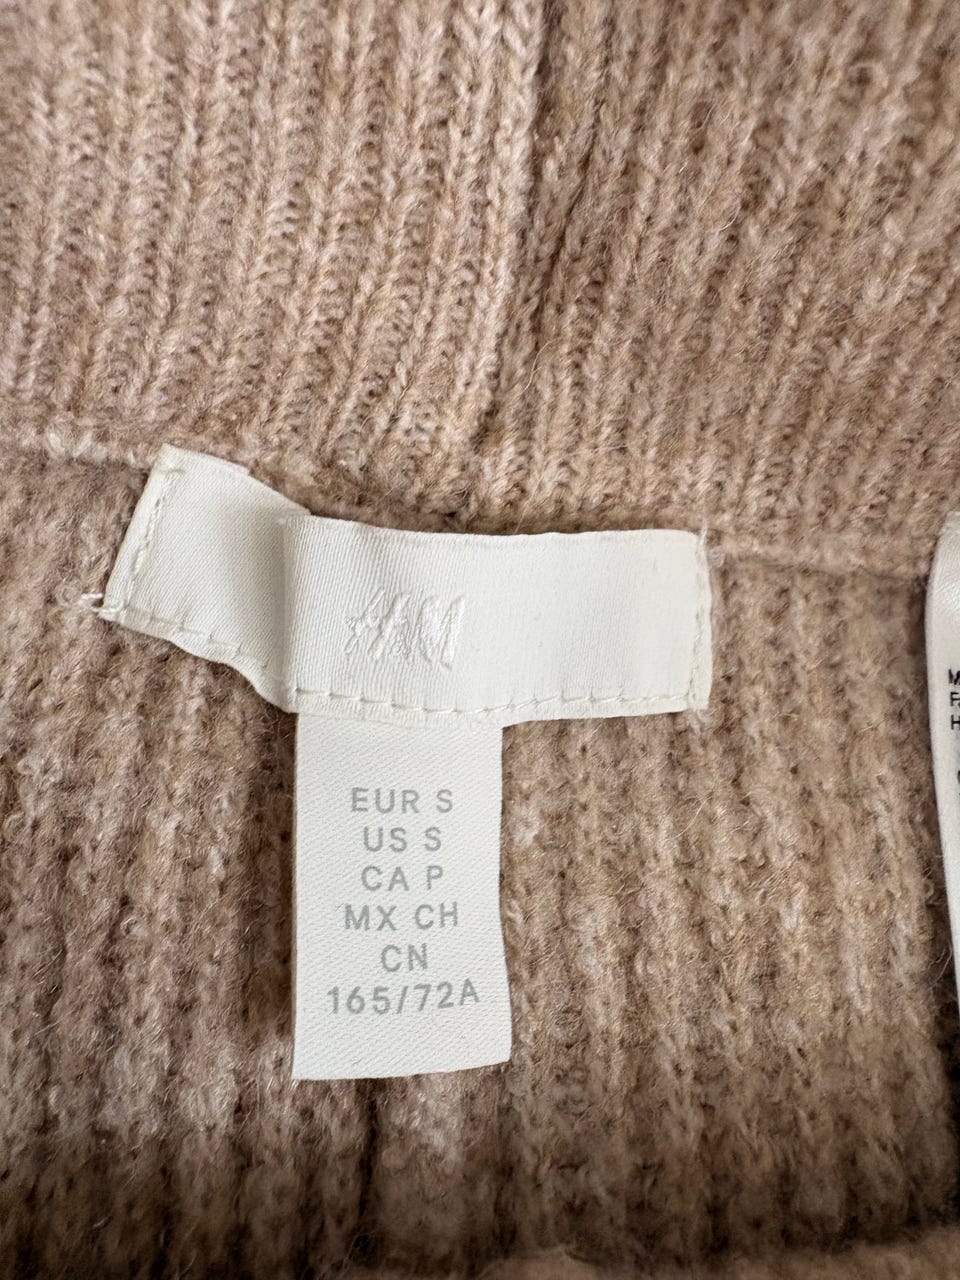 H&M
EUR S
US S
CA P
MX CH
CN
165/72A